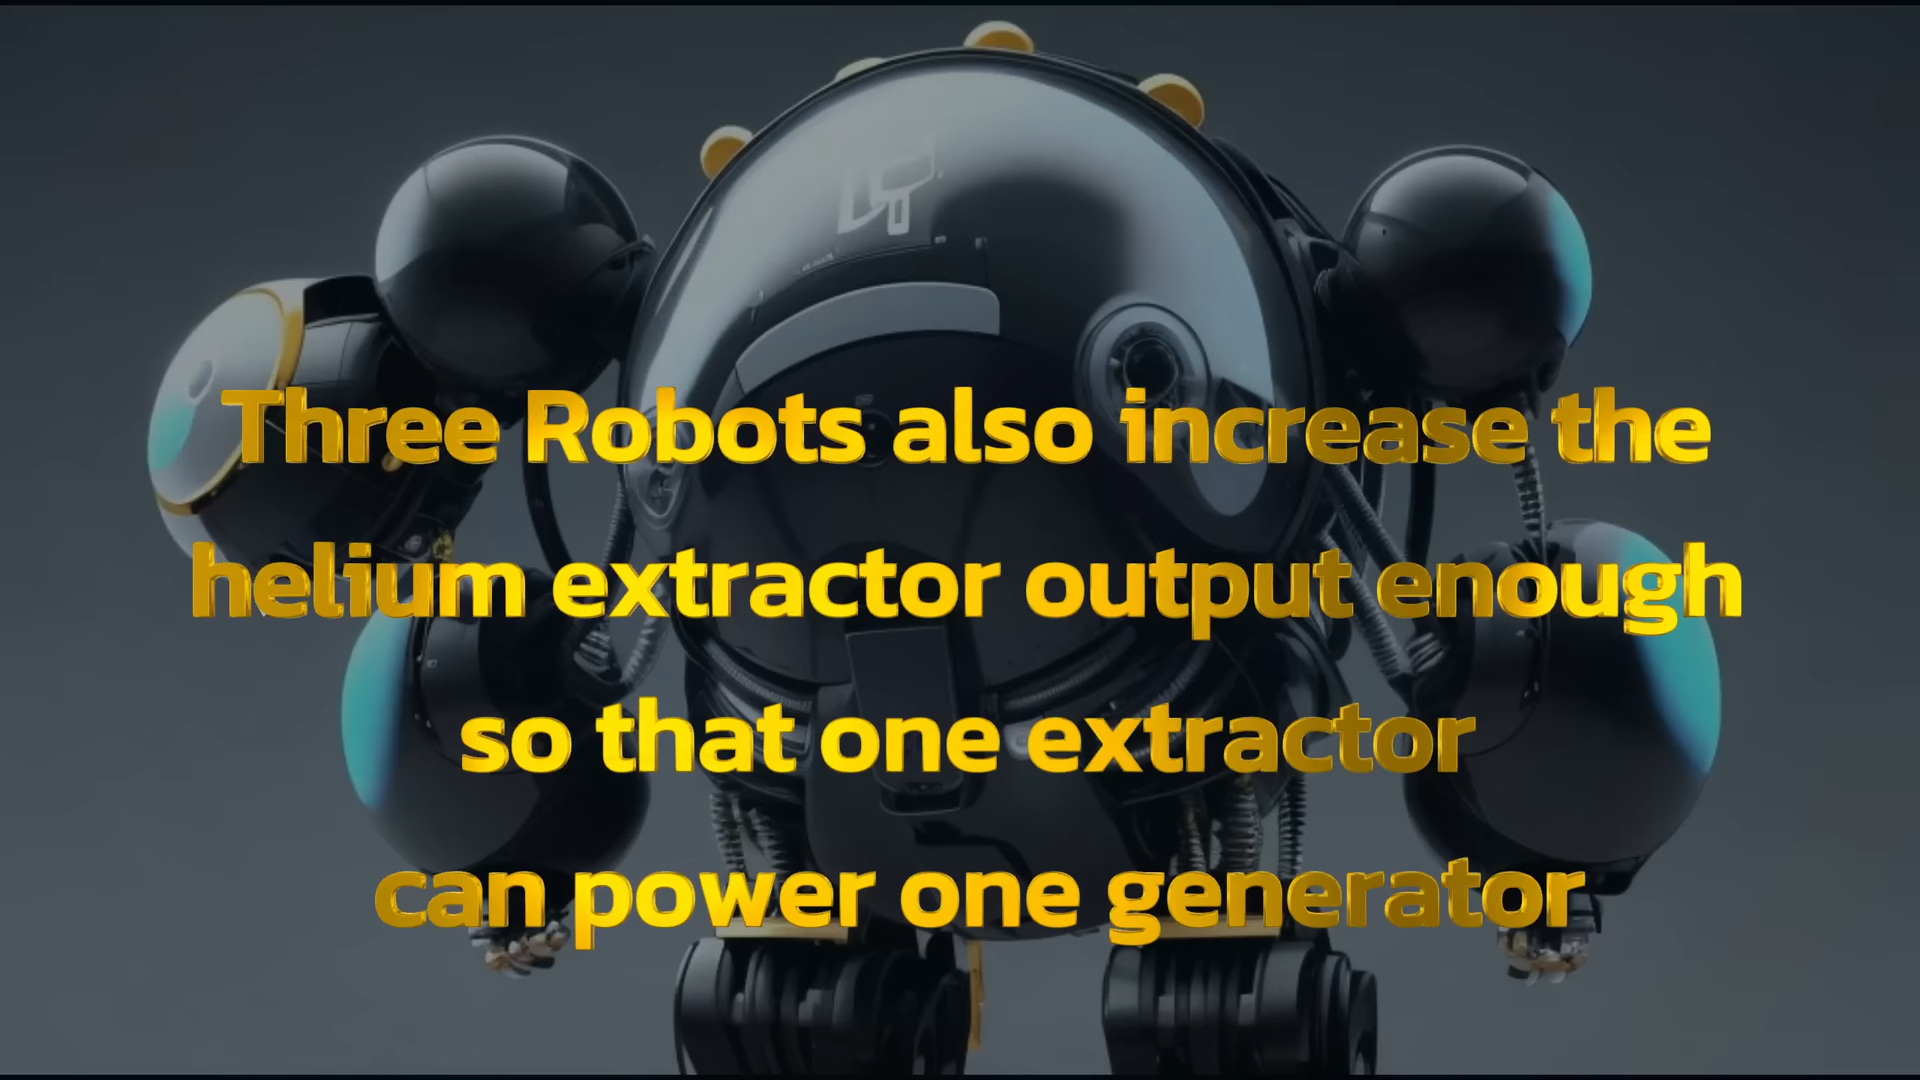 Three Robots also increase the
helium extractor output enough
so that one extractor
can power one generator